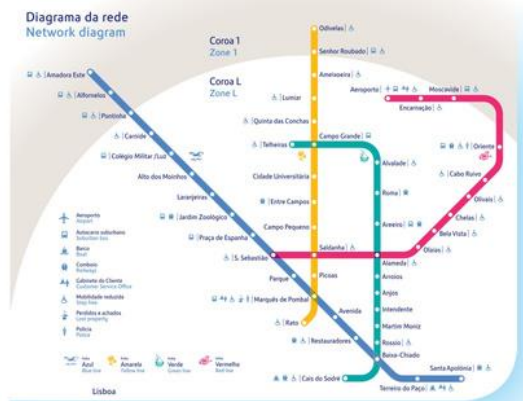 Diagrama da rede
Network diagram
Coroa 1
Zone 1
Coroa L
Zone L
Odivelas
Senhor Roubado
Ameixoeira
Lumiar
Quinta das Conchas
Campo Grande
Telheiras
Cidade Universitária
Entre Campos
Campo Pequeno
Saldanha
Picoas
Marquês de Pombal
Rato
Amadora Este
Alfornelos
Pontinha
Carnide
Colégio Militar /Luz
Alto dos Moinhos
Laranjeiras
Jardim Zoológico
Praça de Espanha
S. Sebastião
Parque
Avenida
Restauradores
Baixa-Chiado
Terreiro do Paço
Santa Apolónia
Cais do Sodré
Rossio
Martim Moniz
Intendente
Anjos
Arroios
Alameda
Areeiro
Roma
Alvalade
Aeroporto
Encarnação
Moscavide
Oriente
Cabo Ruivo
Olivais
Chelas
Bela Vista
Olaias
Aeroporto
Airport
Autocarro suburbano
Suburban bus
Barco
Boat
Comboio
Railway
Gabinete do Cliente
Customer Service Office
Mobilidade reduzida
Step free
Perdidos e achados
Lost property
Polícia
Police
Linha
Azul
Blue line
Linha
Amarela
Yellow line
Linha
Verde
Green line
Linha
Vermelha
Red line
Lisboa